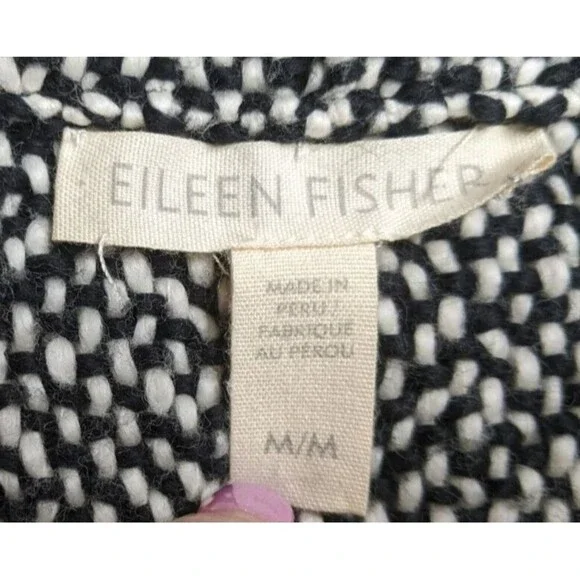 EILEEN FISHER
MADE IN
PERU /
FABRIQUE
AU PEROU
M/M